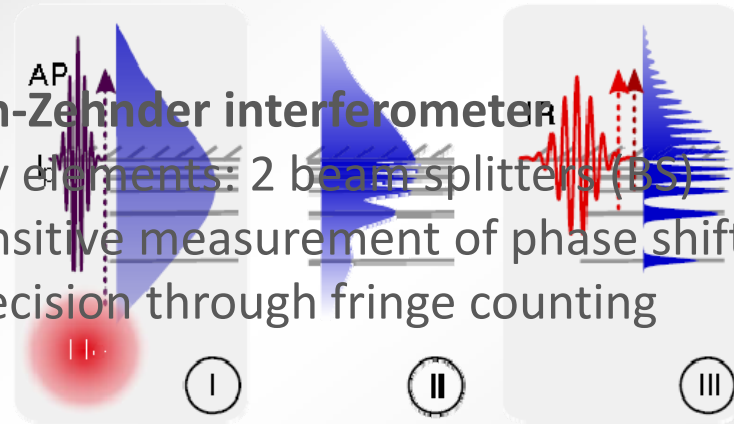 AP
n-Zehnder interferometer
IR
y elements: 2 beam splitters (BS)
nsitive measurement of phase shift
ecision through fringe counting
I
II
III